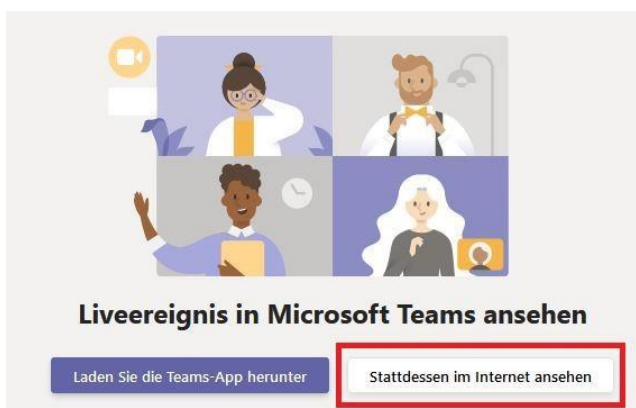 Liveereignis in Microsoft Teams ansehen
Laden Sie die Teams-App herunter
Stattdessen im Internet ansehen